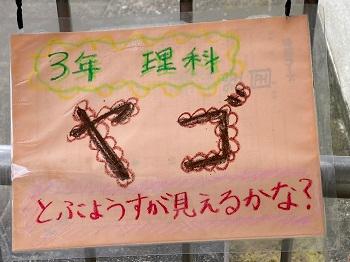 3年 理科
ヤゴ
とぶようすが見えるかな?